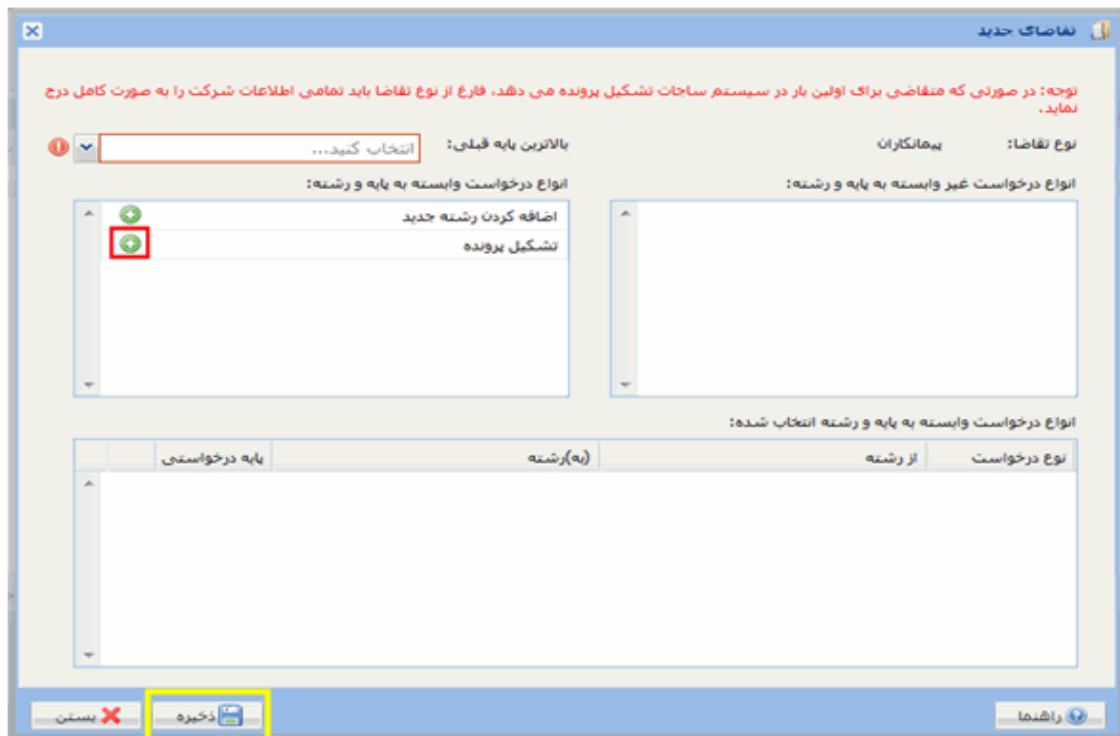 تقاضای جدید
توجه: در صورتی که متقاضی برای اولین بار در سیستم ساجات تشکیل پرونده می دهد، فارغ از نوع تقاضا باید تمامی اطلاعات شرکت را به صورت کامل درج
نماید.
نوع تقاضا: پیمانکاران بالاترین پایه قبلی: انتخاب کنید...
انواع درخواست غیر وابسته به پایه و رشته: انواع درخواست وابسته به پایه و رشته:
اضافه کردن رشته جدید
تشکیل پرونده
انواع درخواست وابسته به پایه و رشته انتخاب شده:
نوع درخواست از رشته (به)رشته پایه درخواستی
راهنما ذخیره بستن